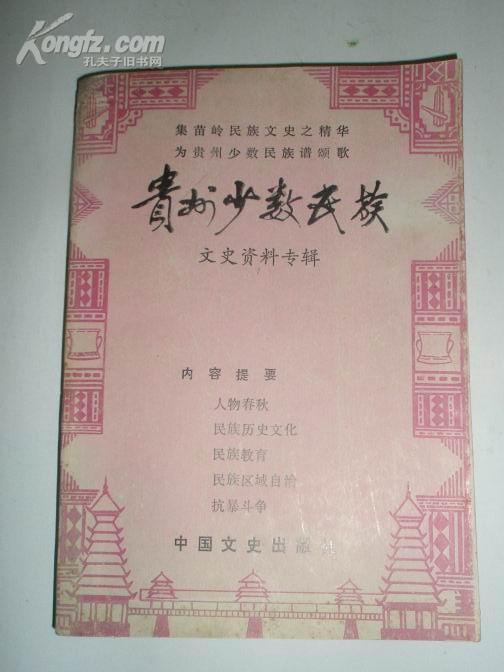 Kongfz.com
孔夫子旧书网
集苗岭民族文史之精华
为贵州少数民族谱颂歌
貴州少数民族
文史资料专辑
内容提要
人物春秋
民族历史文化
民族教育
民族区域自治
抗暴斗争
中国文史出版社